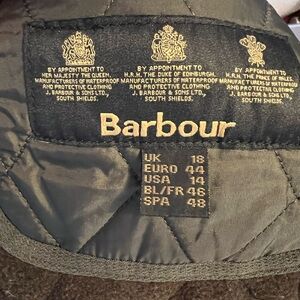 BY APPOINTMENT TO
HER MAJESTY THE QUEEN,
MANUFACTURERS OF WATERPROOF
AND PROTECTIVE CLOTHING
J. BARBOUR & SONS LTD.,
SOUTH SHIELDS.
BY APPOINTMENT TO
H.R.H. THE DUKE OF EDINBURGH.
MANUFACTURERS OF WATERPROOF
AND PROTECTIVE CLOTHING
J. BARBOUR & SONS LTD.,
SOUTH SHIELDS.
BY APPOINTMENT TO
H.R.H. THE PRINCE OF WALES.
MANUFACTURERS OF WATERPROOF
AND PROTECTIVE CLOTHING
J. BARBOUR & SONS LTD.,
SOUTH SHIELDS.
Barbour
UK 18
EURO 44
USA 14
BL/FR 46
SPA 48